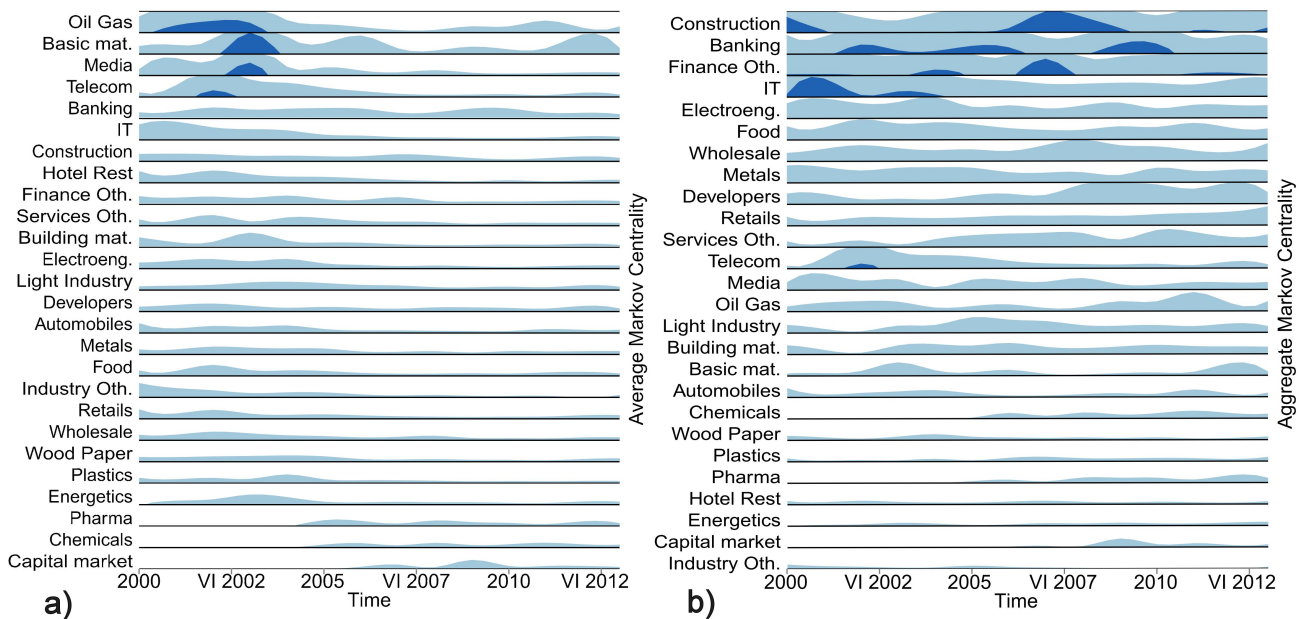 Oil Gas
Basic mat.
Media
Telecom
Banking
IT
Construction
Hotel Rest
Finance Oth.
Services Oth.
Building mat.
Electroeng.
Light Industry
Developers
Automobiles
Metals
Food
Industry Oth.
Retails
Wholesale
Wood Paper
Plastics
Energetics
Pharma
Chemicals
Capital market
2000 VI 2002 2005 VI 2007 2010 VI 2012
Time
Average Markov Centrality
a)
Construction
Banking
Finance Oth.
IT
Electroeng.
Food
Wholesale
Metals
Developers
Retails
Services Oth.
Telecom
Media
Oil Gas
Light Industry
Building mat.
Basic mat.
Automobiles
Chemicals
Wood Paper
Plastics
Pharma
Hotel Rest
Energetics
Capital market
Industry Oth.
2000 VI 2002 2005 VI 2007 2010 VI 2012
Time
Aggregate Markov Centrality
b)